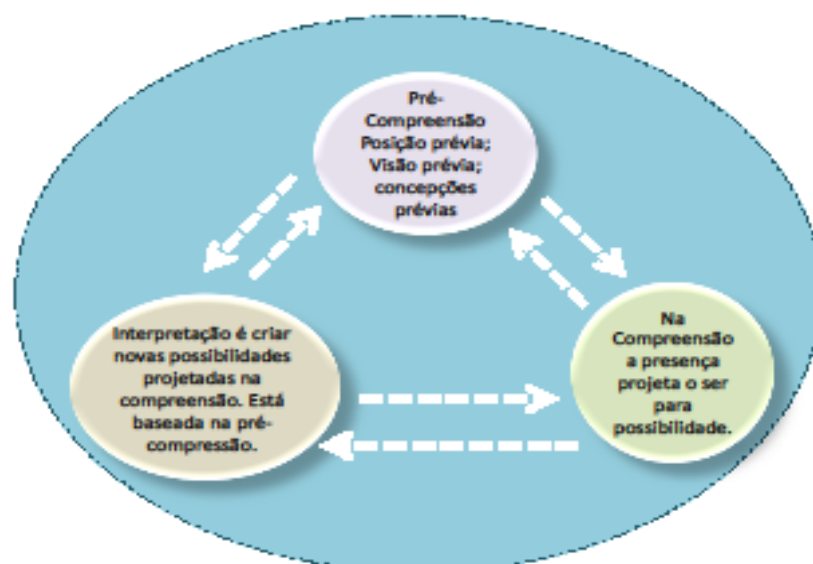 Pré-
Compreensão
Posição prévia;
Visão prévia;
concepções
prévias
Interpretação é criar
novas possibilidades
projetadas na
compreensão. Está
baseada na pré-
compressão.
Na
Compreensão
a presença
projeta o ser
para
possibilidade.